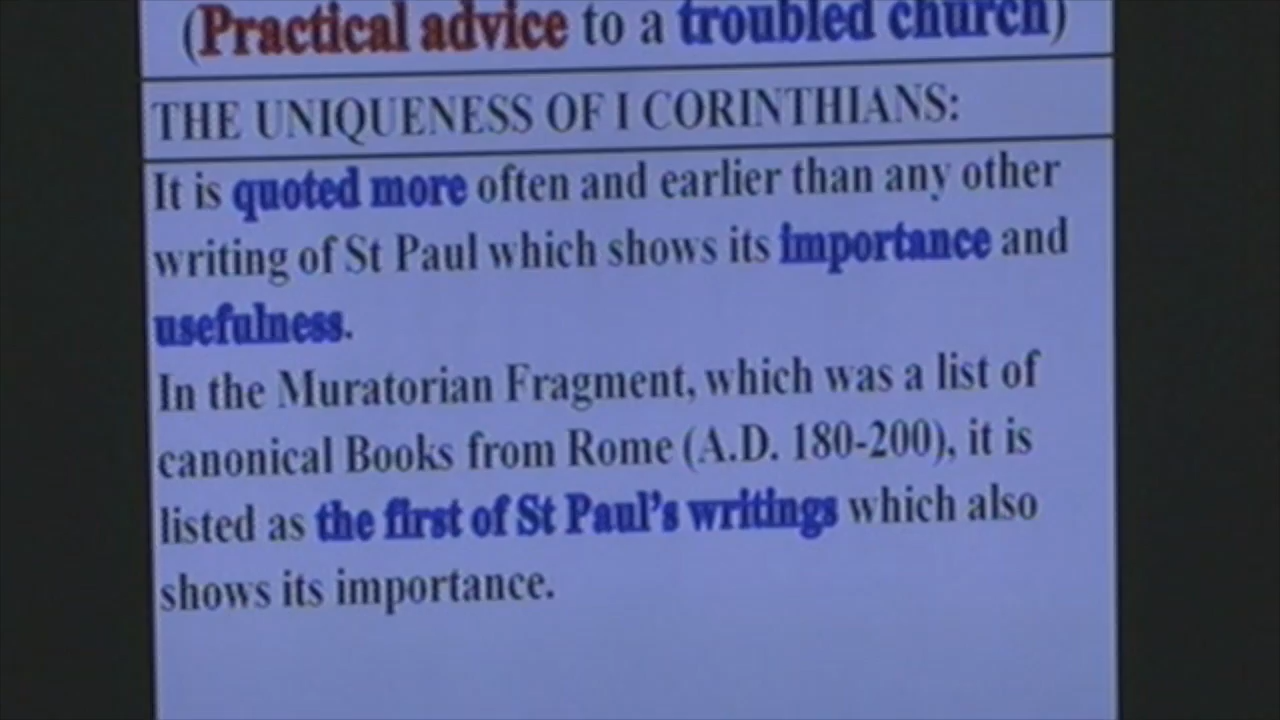 (Practical advice to a troubled church)
THE UNIQUENESS OF I CORINTHIANS:
It is quoted more often and earlier than any other
writing of St Paul which shows its importance and
usefulness.
In the Muratorian Fragment, which was a list of
canonical Books from Rome (A.D. 180-200), it is
listed as the first of St Paul's writings which also
shows its importance.